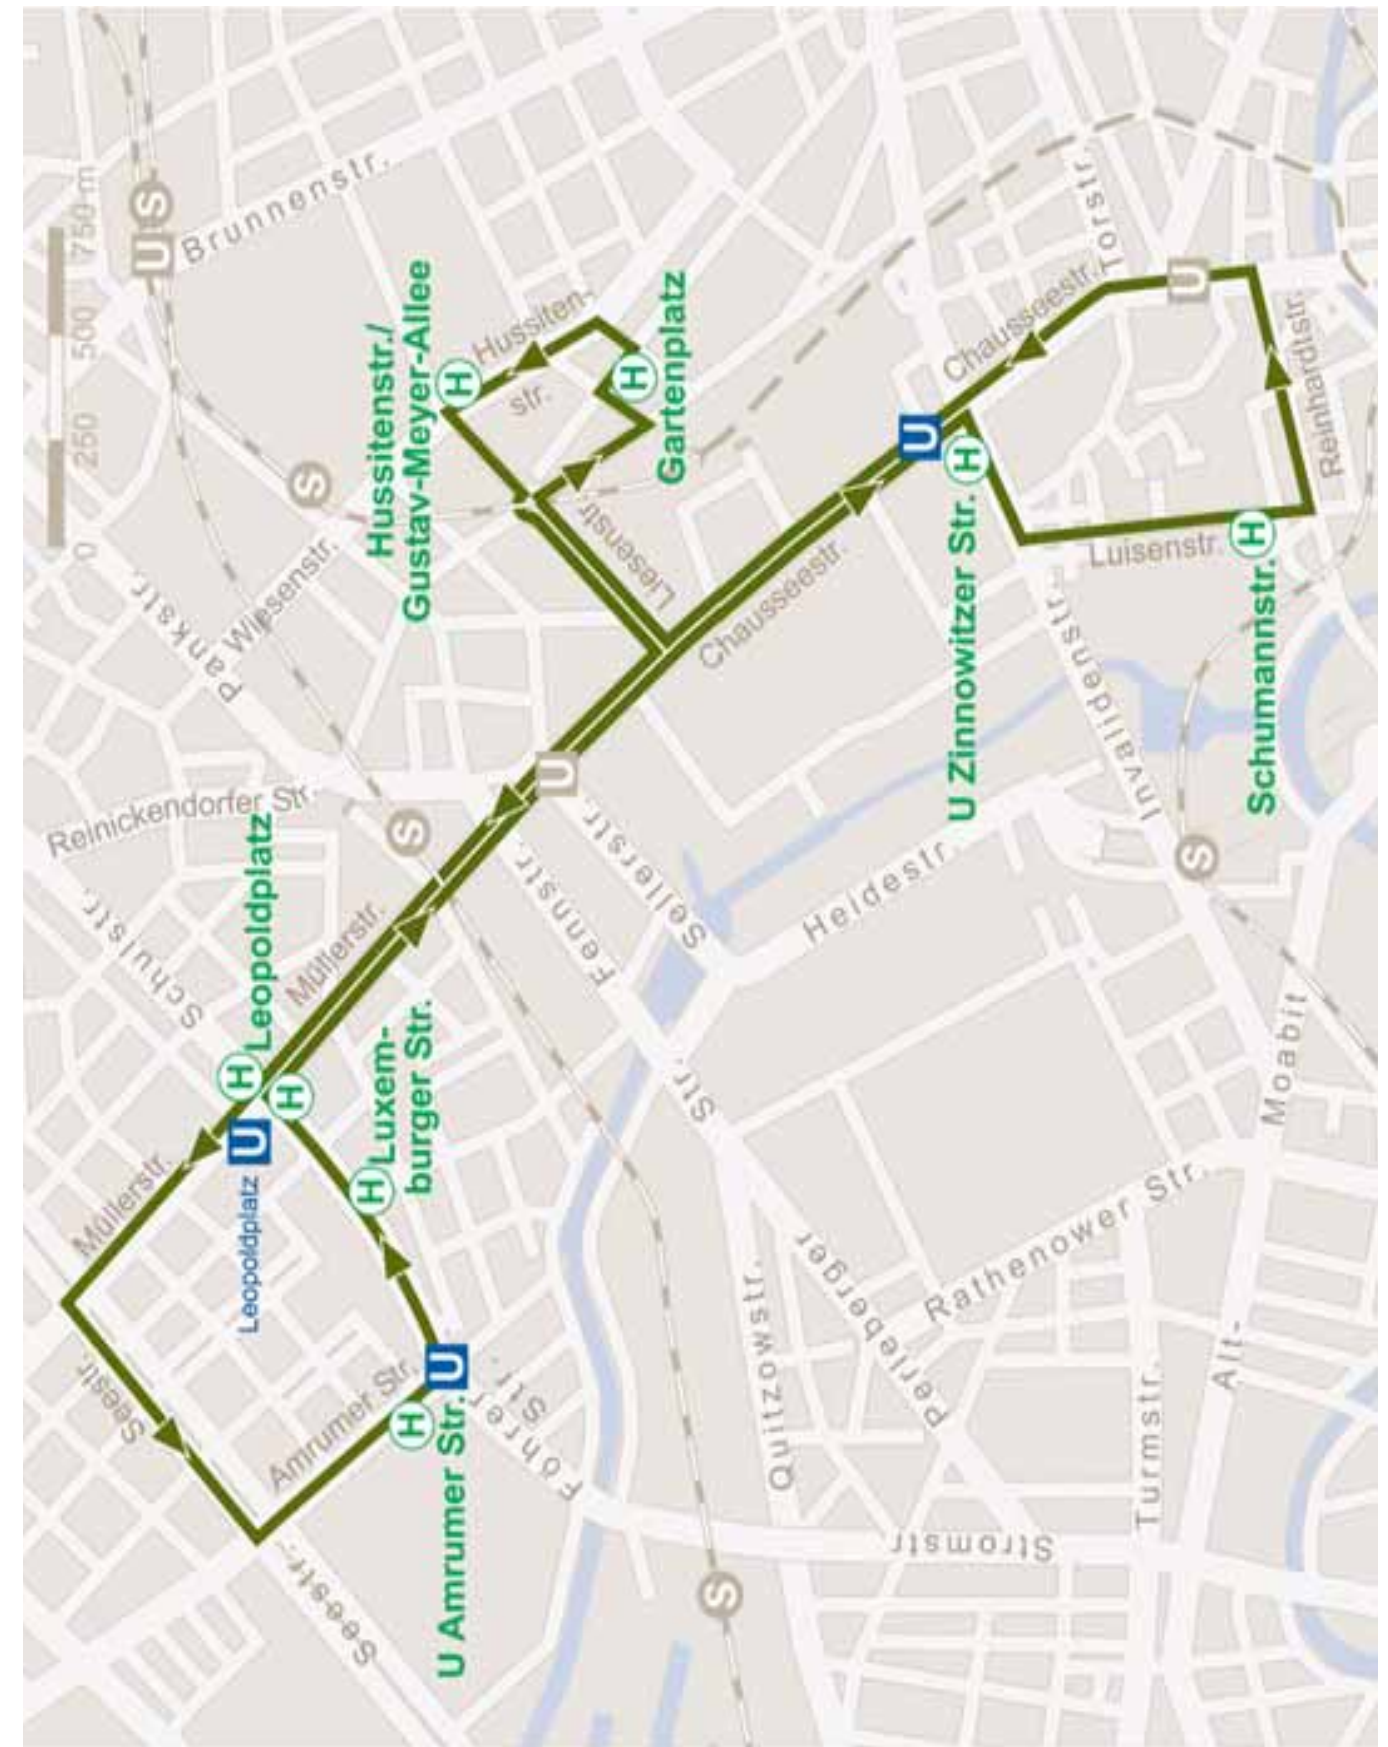 0 250 500 750 m
Brunnenstr.
U
S
S
Pankstr.
Wiesenstr.
Reinickendorfer Str.
Schulstr.
Hussitenstr./
Gustav-Meyer-Allee
H
Hussiten-
str.
H
Gartenplatz
Liesenstr.
Torstr.
Chausseestr.
U
U
H
U Zinnowitzer Str.
Chausseestr.
Reinhardtstr.
Luisenstr.
H
Schumannstr.
Invalidenstr.
S
U
S
Sellerstr.
Fennstr.
Heidestr.
Müllerstr.
Leopoldplatz
H
H
U
Leopoldplatz
Müllerstr.
H
Luxem-
burger Str.
Seestr.
Amrumer Str.
U
H
U Amrumer Str.
Föhrer
Str.
Seestr.
Str.
Perleberger
Quitzowstr.
Rathenower Str.
Alt-
Moabit
Turmstr.
Stromstr
S